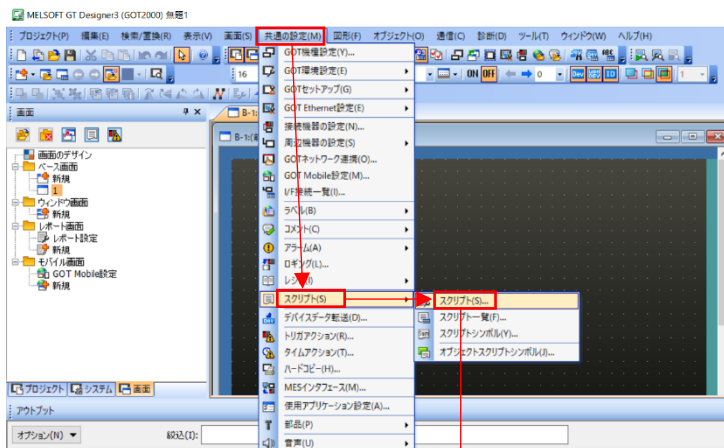 MELSOFT GT Designer3 (GOT2000) 無題1
プロジェクト(P) 編集(E) 検索/置換(R) 表示(V) 画面(S) 共通の設定(M) 図形(F) オブジェクト(O) 通信(C) 診断(D) ツール(T) ウィンドウ(W) ヘルプ(H)
16
ON OFF 0
Dev
ID
1
画面
画面のデザイン
ベース画面
新規
1
ウィンドウ画面
新規
レポート画面
レポート設定
新規
モバイル画面
GOT Mobile設定
新規
プロジェクト システム 画面
B-1:
B-1:(
GOT機種設定(Y)...
GOT環境設定(E)
GOTセットアップ(G)
GOT Ethernet設定(E)
接続機器の設定(N)...
周辺機器の設定(S)
GOTネットワーク連携(O)...
GOT Mobile設定(M)...
I/F接続一覧(I)...
ラベル(B)
コメント(C)
アラーム(A)
ロギング(L)...
レシピ(I)
スクリプト(S)
デバイスデータ転送(D)...
トリガアクション(R)...
タイムアクション(T)...
ハードコピー(H)...
MESインタフェース(M)...
使用アプリケーション設定(A)...
部品(P)
音声(U)
スクリプト(S)...
スクリプト一覧(F)...
スクリプトシンボル(Y)...
オブジェクトスクリプトシンボル(J)...
アウトプット
オプション(N) 絞込(I):